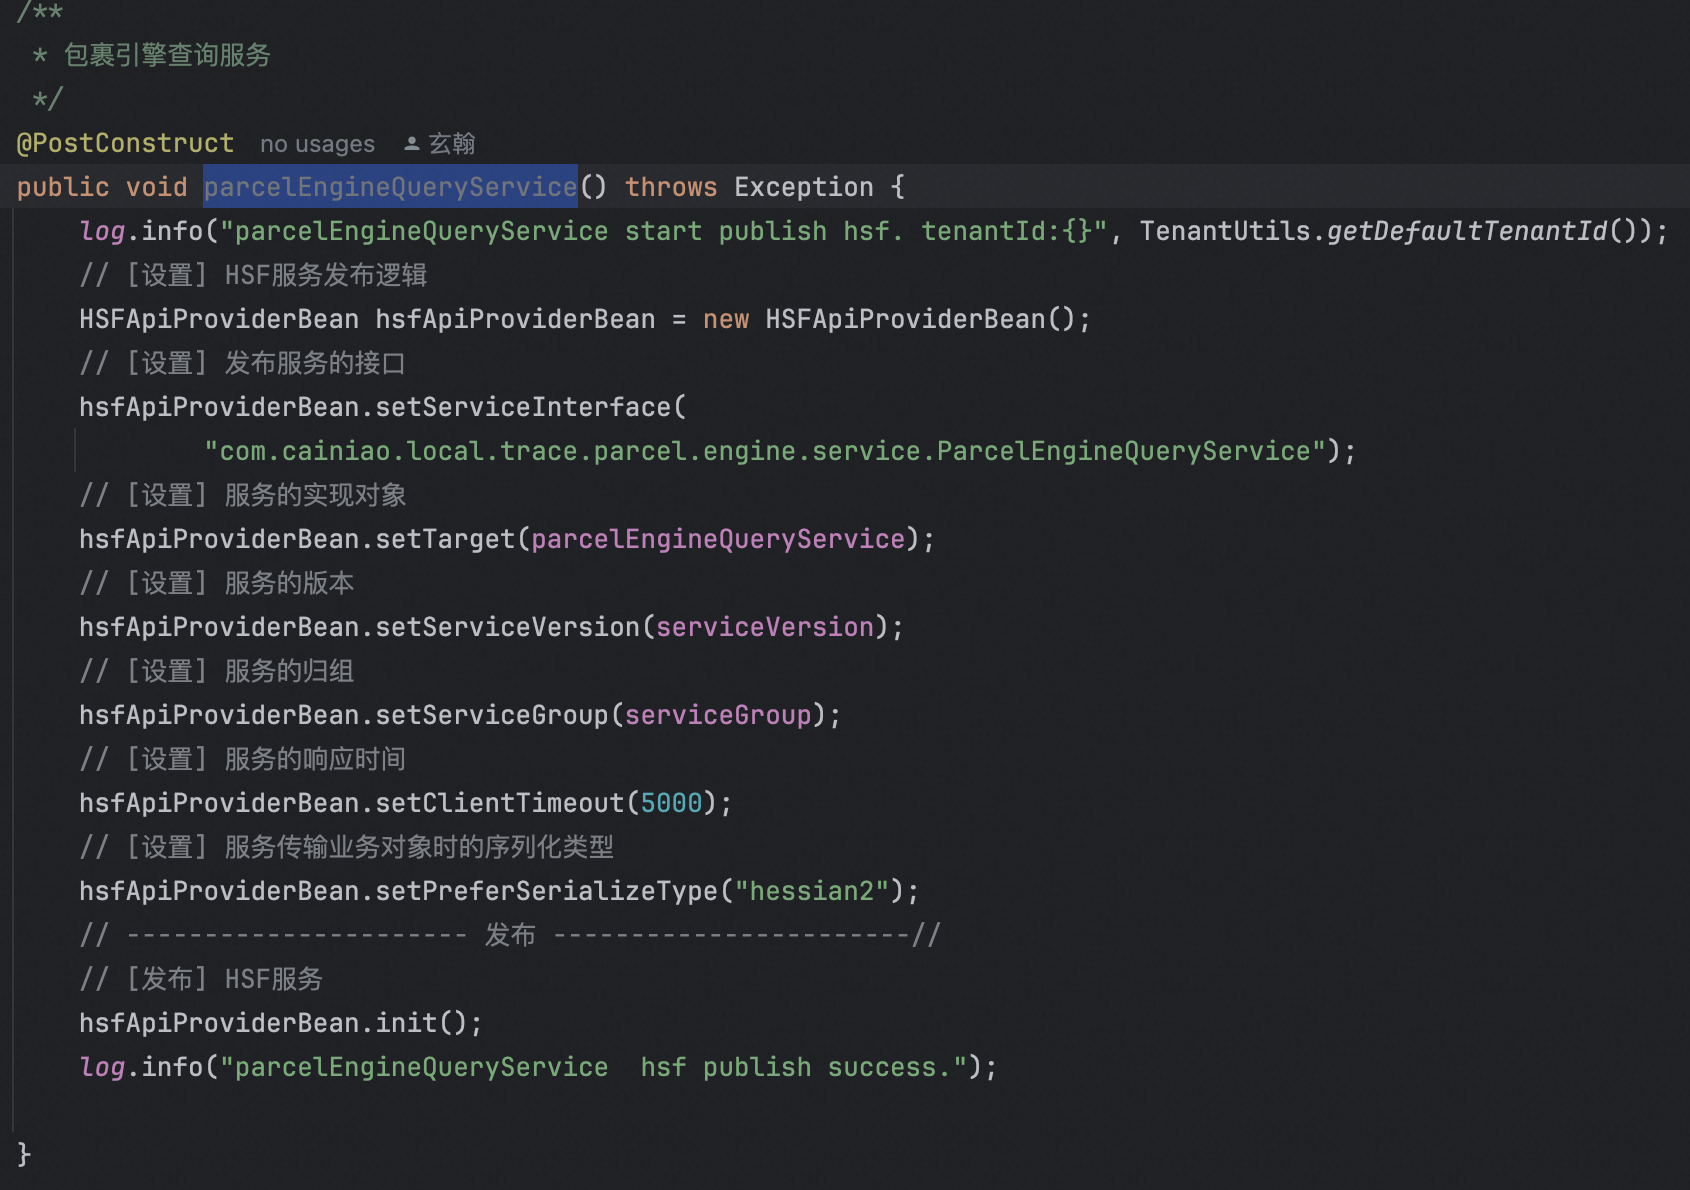 /**
 * 包裹引擎查询服务
 */
@PostConstruct no usages 玄翰
public void parcelEngineQueryService() throws Exception {
    log.info("parcelEngineQueryService start publish hsf. tenantId:{}", TenantUtils.getDefaultTenantId());
    // [设置] HSF服务发布逻辑
    HSFApiProviderBean hsfApiProviderBean = new HSFApiProviderBean();
    // [设置] 发布服务的接口
    hsfApiProviderBean.setServiceInterface(
            "com.cainiao.local.trace.parcel.engine.service.ParcelEngineQueryService");
    // [设置] 服务的实现对象
    hsfApiProviderBean.setTarget(parcelEngineQueryService);
    // [设置] 服务的版本
    hsfApiProviderBean.setServiceVersion(serviceVersion);
    // [设置] 服务的归组
    hsfApiProviderBean.setServiceGroup(serviceGroup);
    // [设置] 服务的响应时间
    hsfApiProviderBean.setClientTimeout(5000);
    // [设置] 服务传输业务对象时的序列化类型
    hsfApiProviderBean.setPreferSerializeType("hessian2");
    // ---------------------- 发布 -----------------------//
    // [发布] HSF服务
    hsfApiProviderBean.init();
    log.info("parcelEngineQueryService  hsf publish success.");
}